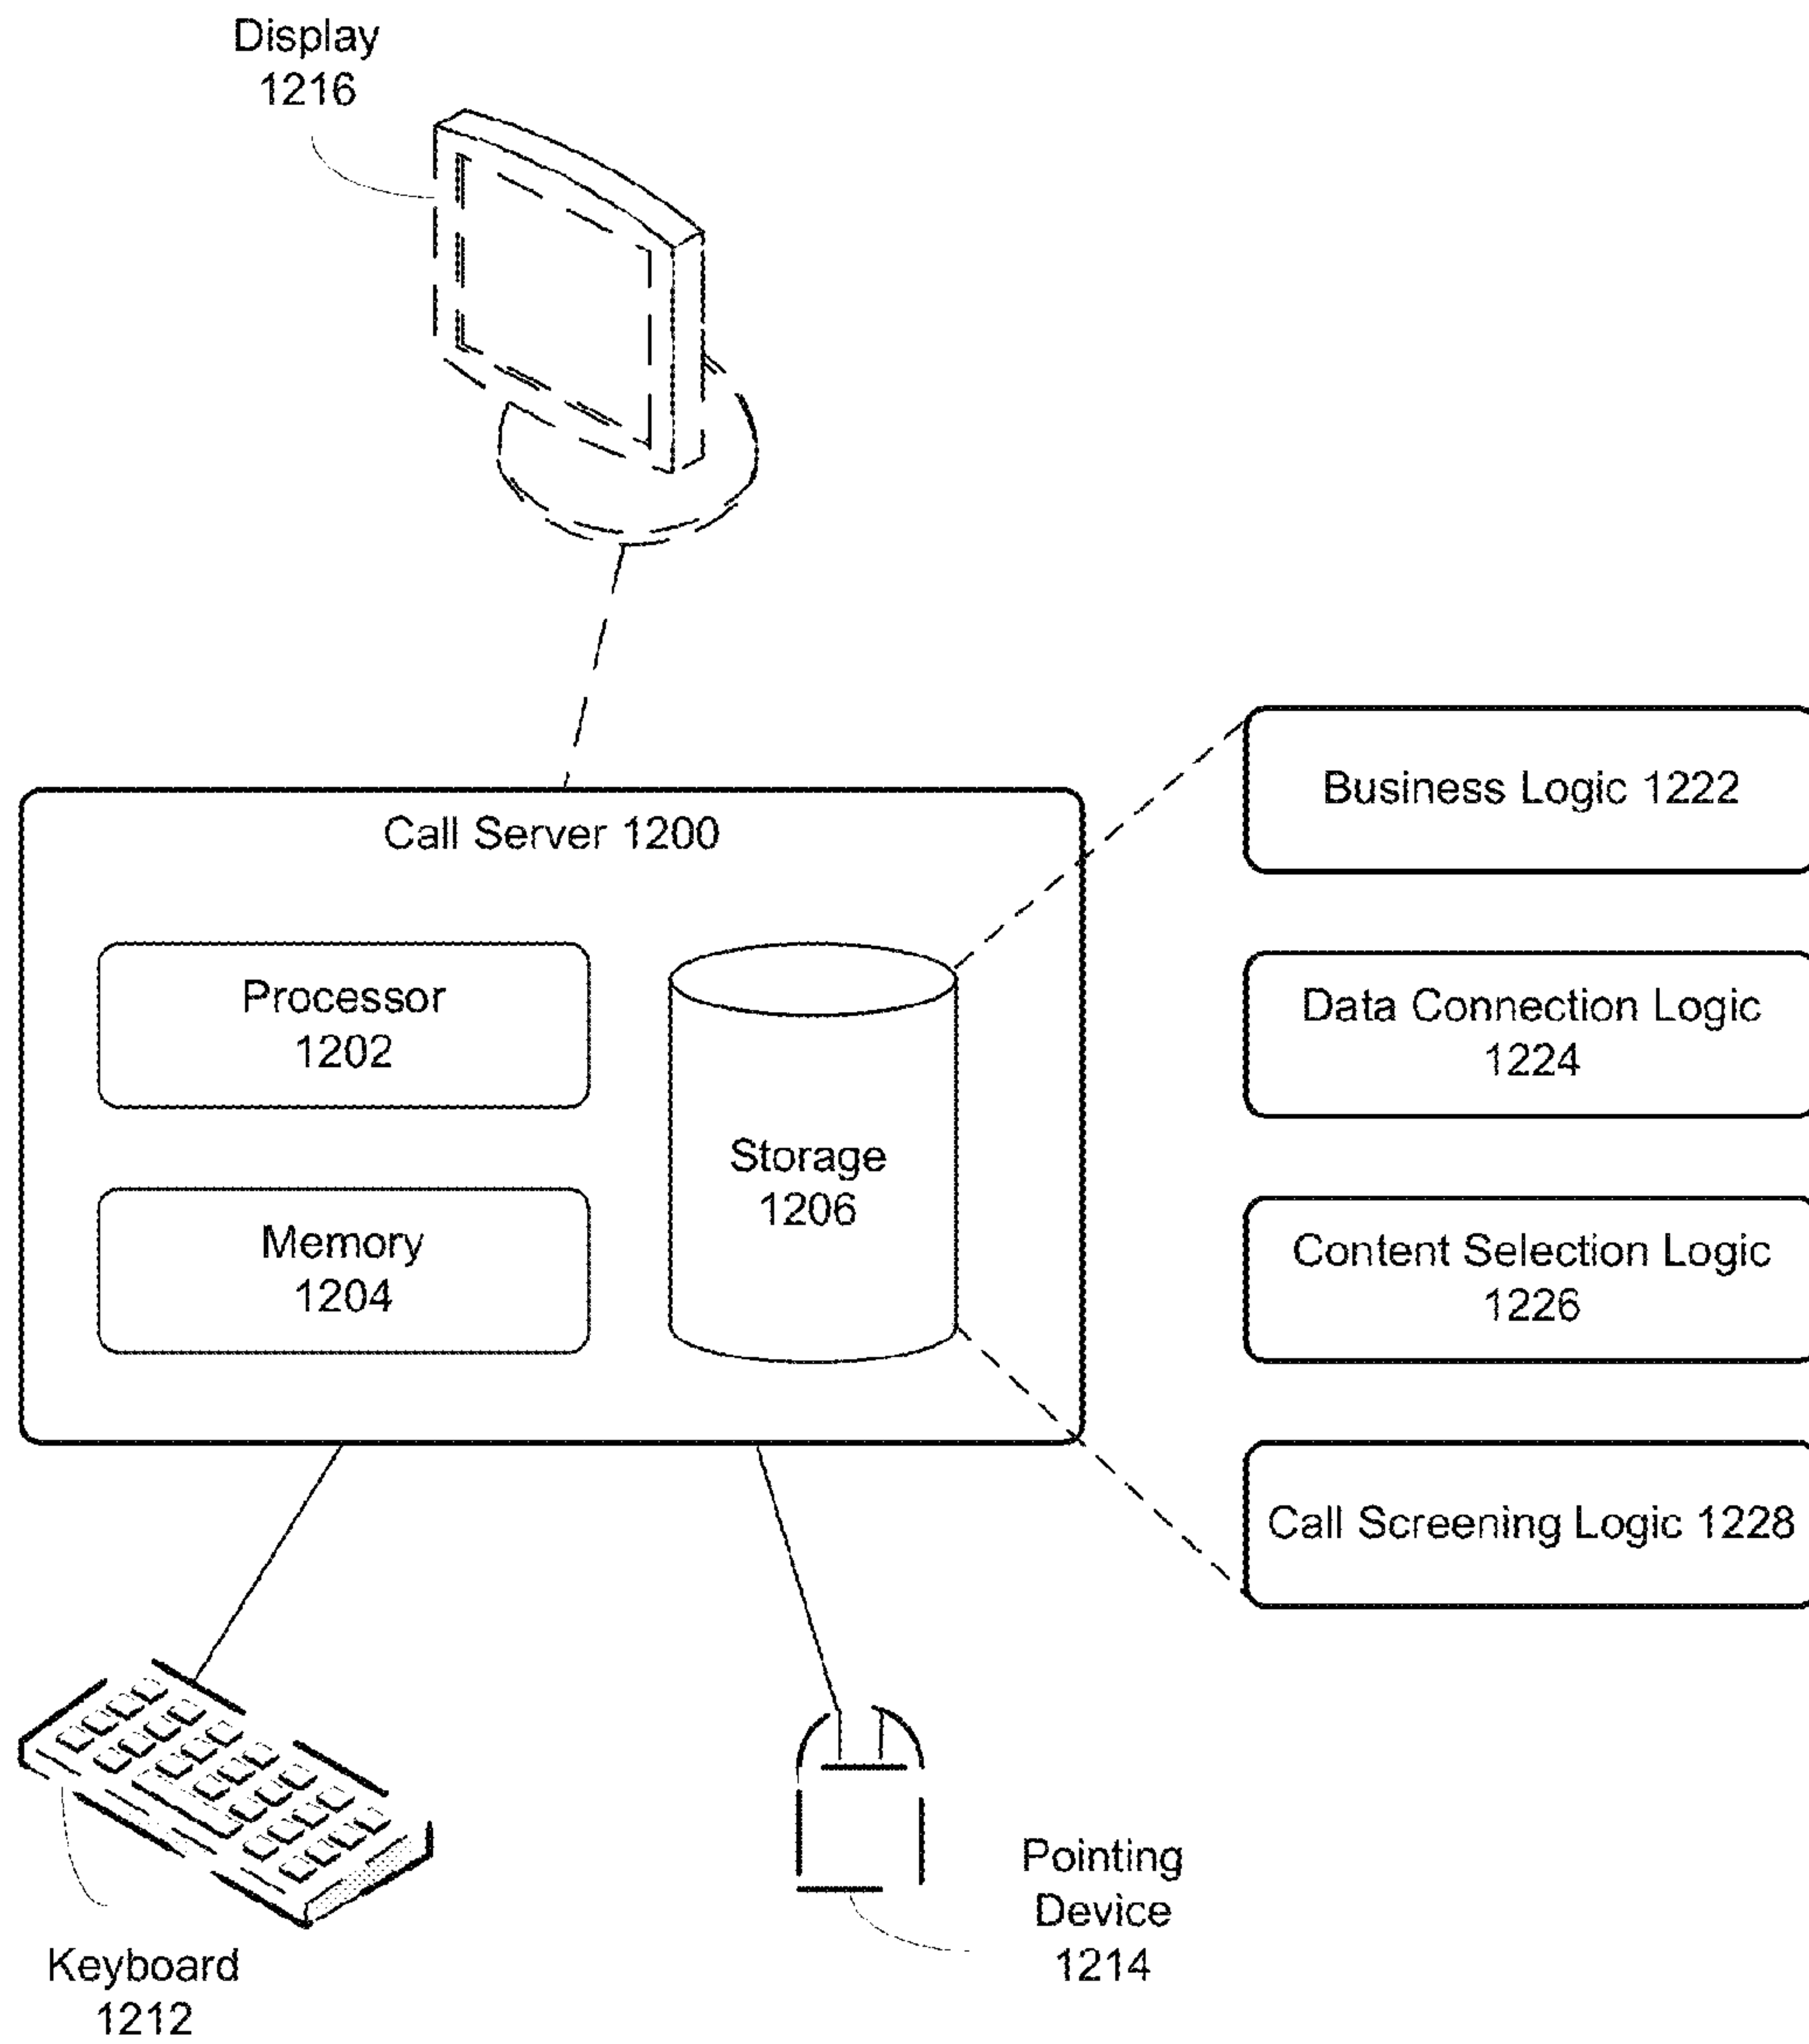 Display
1216
Call Server 1200
Processor
1202
Memory
1204
Storage
1206
Business Logic 1222
Data Connection Logic
1224
Content Selection Logic
1226
Call Screening Logic 1228
Keyboard
1212
Pointing
Device
1214